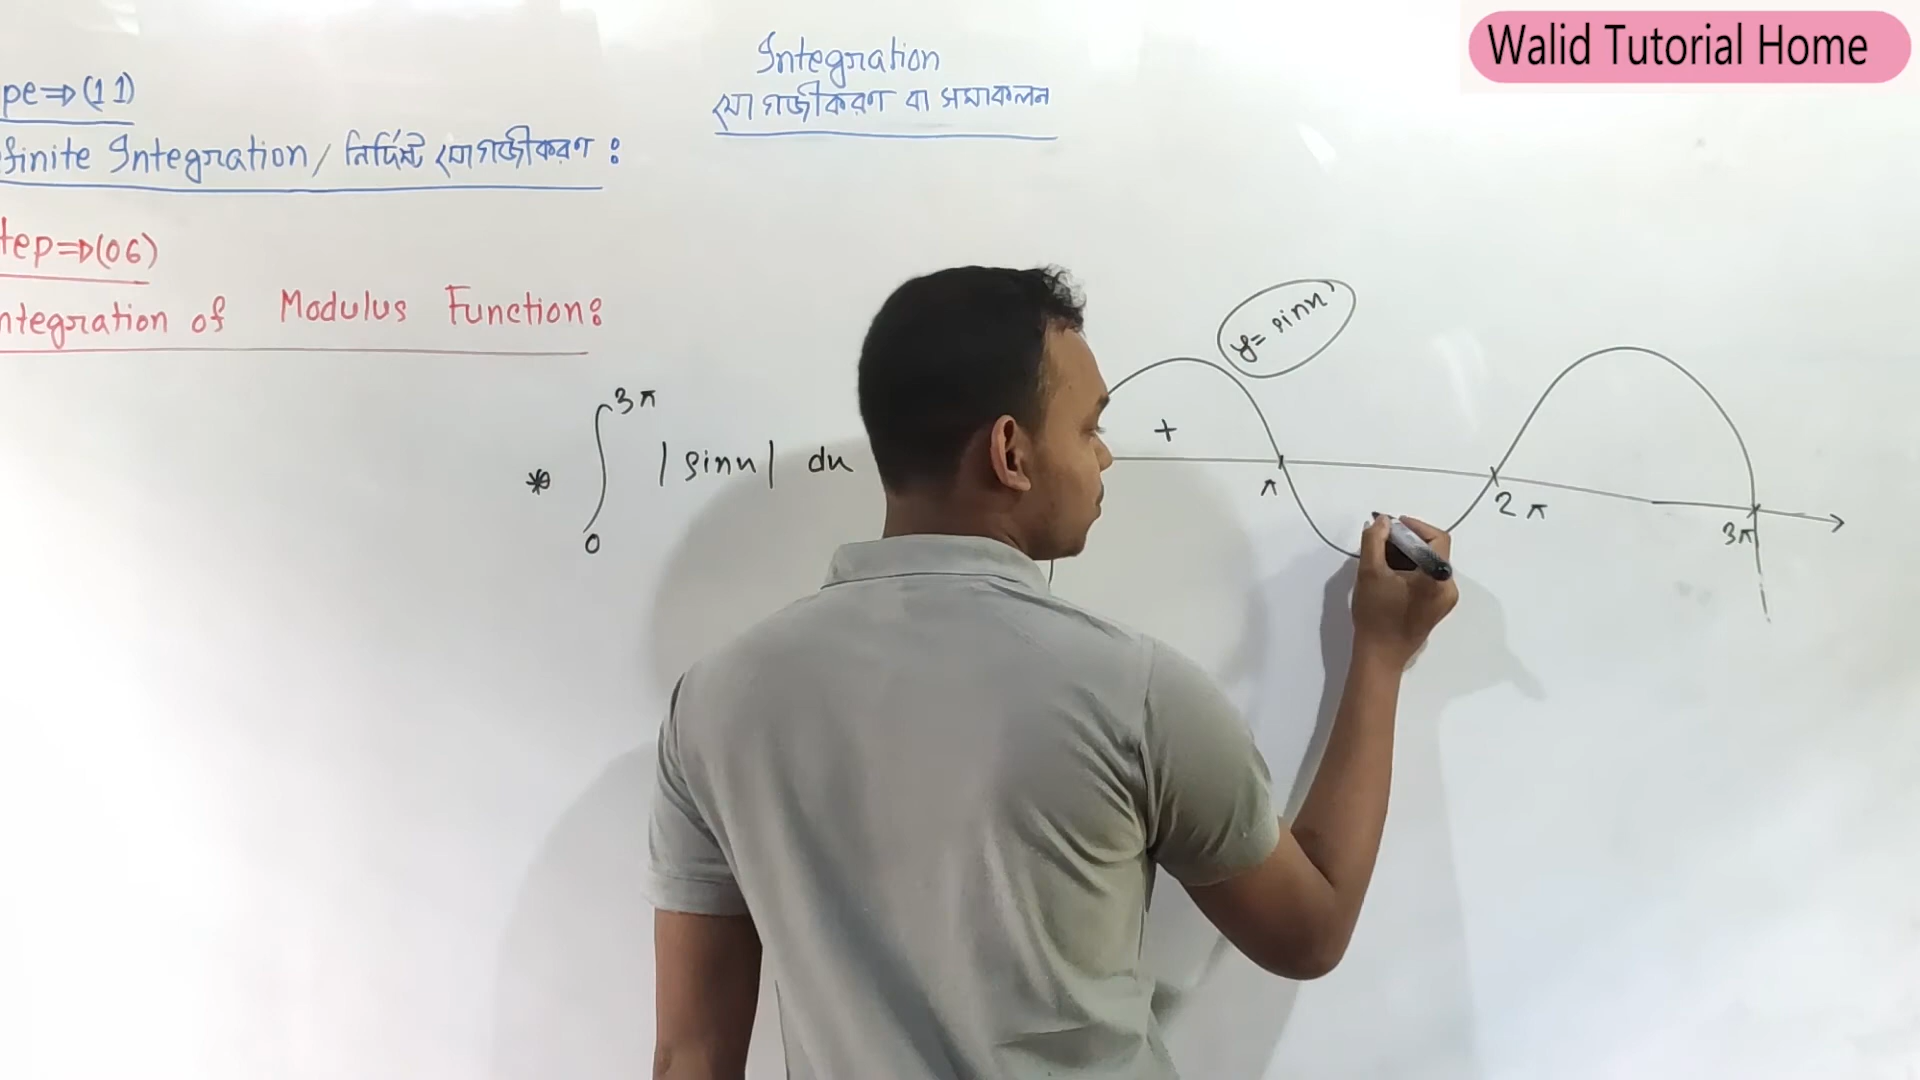 Walid Tutorial Home
Integration
যোগজীকরণ বা সমাকলন
pe⇒(11)
finite Integration/নির্দিষ্ট যোগজীকরণ:
tep⇒(06)
ntegration of Modulus Function:
* ∫₀^3π |sinx| dx
y= sinx
+
π
2π
3π